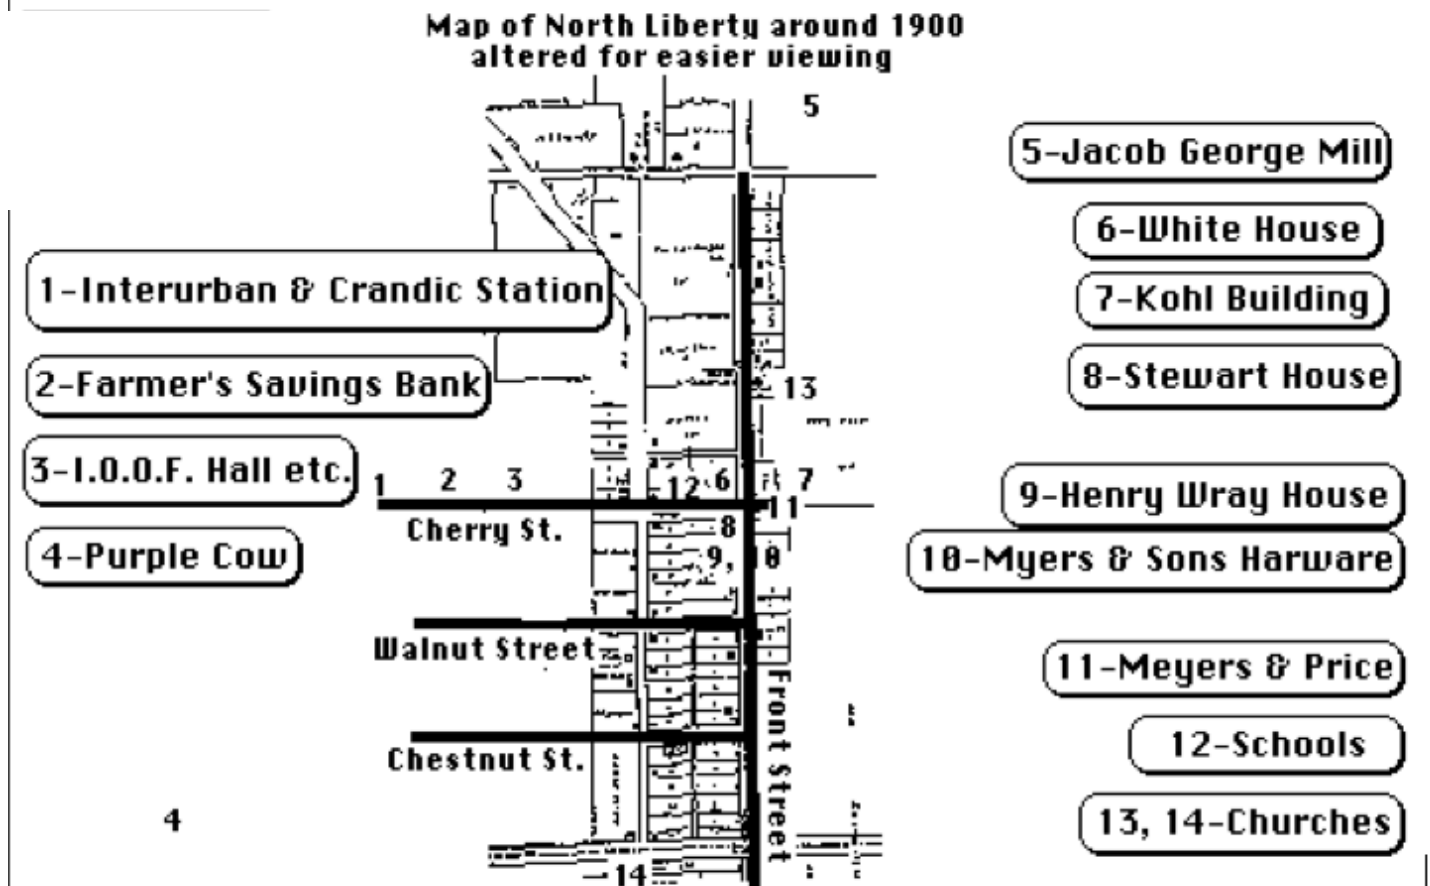 Map of North Liberty around 1900
altered for easier viewing
5
5-Jacob George Mill
6-White House
1-Interurban & Crandic Station
7-Kohl Building
2-Farmer's Savings Bank
8-Stewart House
13
3-I.O.O.F. Hall etc.
1 2 3 12 6 7
9-Henry Wray House
11
Cherry St.
8
4-Purple Cow
9, 10
10-Myers & Sons Harware
Walnut Street
11-Meyers & Price
Front Street
12-Schools
Chestnut St.
4
13, 14-Churches
14